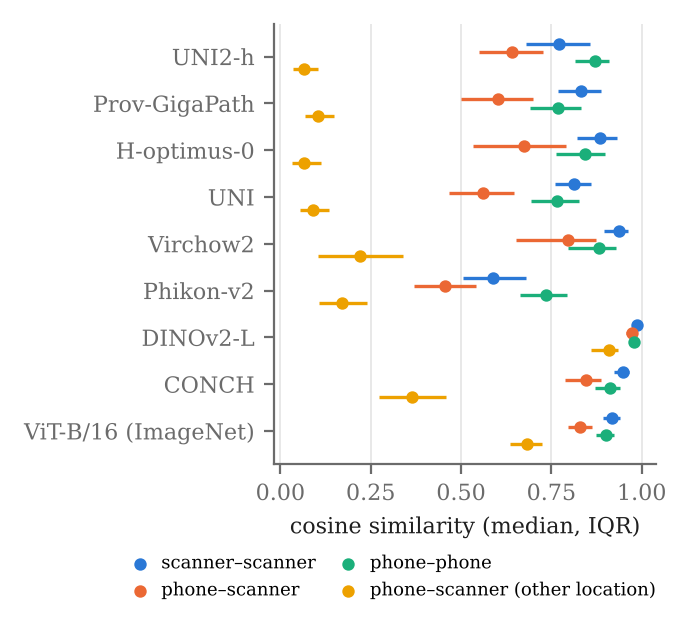 UNI2-h
Prov-GigaPath
H-optimus-0
UNI
Virchow2
Phikon-v2
DINOv2-L
CONCH
ViT-B/16 (ImageNet)
0.00 0.25 0.50 0.75 1.00
cosine similarity (median, IQR)
scanner–scanner phone–phone
phone–scanner phone–scanner (other location)